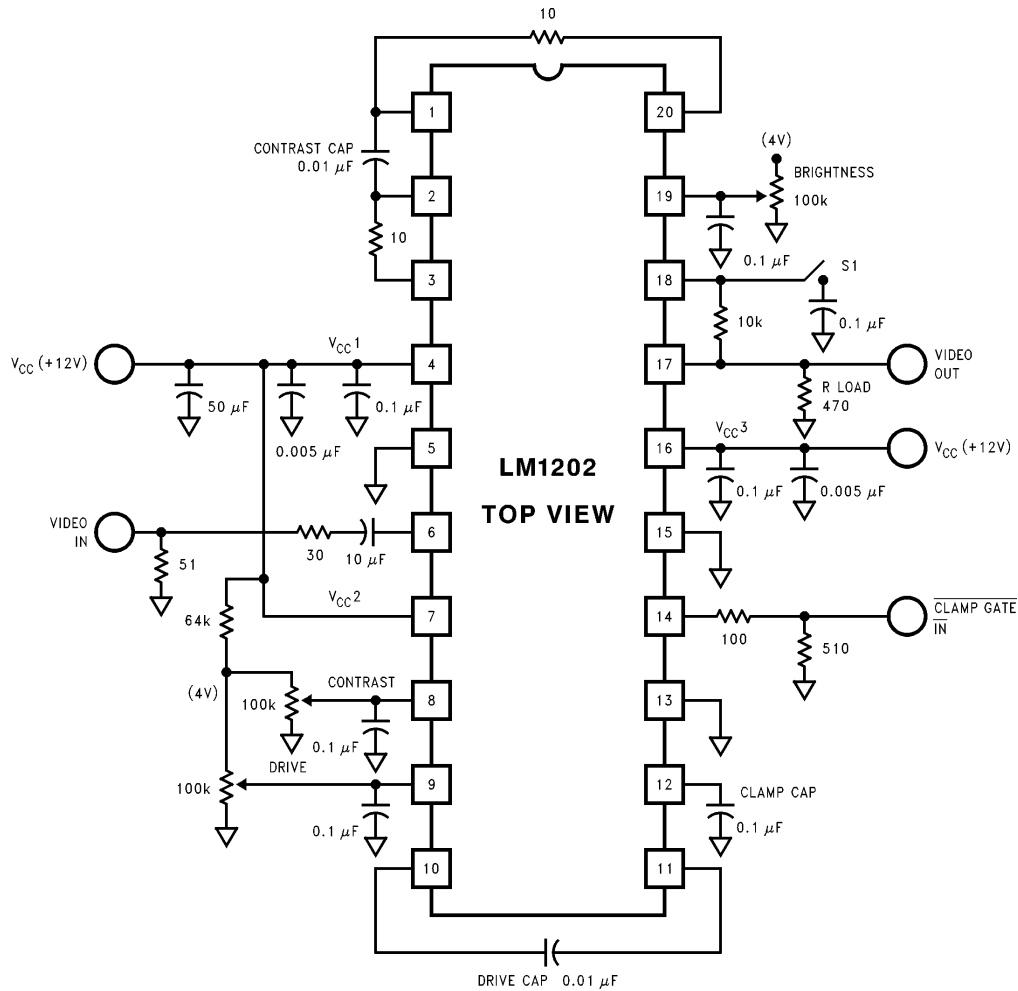 10
1
20
CONTRAST CAP
0.01 μF
(4V)
BRIGHTNESS
100k
2
19
10
0.1 μF
3
18
S1
10k
0.1 μF
VCC (+12V)
VCC1
4
17
VIDEO
OUT
50 μF
0.005 μF
0.1 μF
R LOAD
470
5
LM1202
TOP VIEW
16
VCC3
VCC (+12V)
0.1 μF
0.005 μF
VIDEO
IN
51
30
10 μF
6
15
64k
VCC2
7
14
100
510
CLAMP GATE
IN
(4V)
100k
CONTRAST
8
13
0.1 μF
DRIVE
100k
9
12
CLAMP CAP
0.1 μF
0.1 μF
10
11
DRIVE CAP 0.01 μF